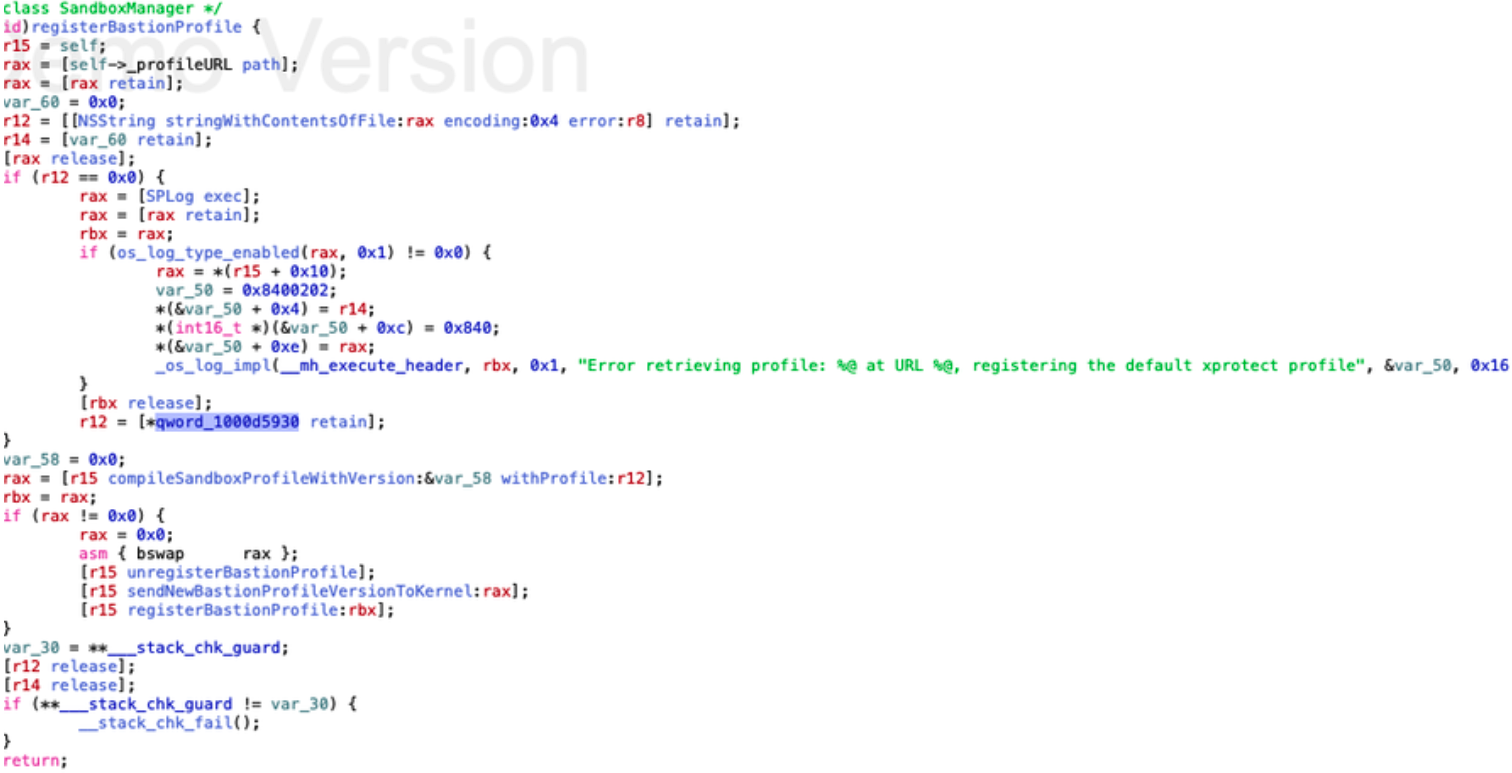 class SandboxManager */
id)registerBastionProfile {
r15 = self;
rax = [self->_profileURL path];
rax = [rax retain];
var_60 = 0x0;
r12 = [[NSString stringWithContentsOfFile:rax encoding:0x4 error:r8] retain];
r14 = [var_60 retain];
[rax release];
if (r12 == 0x0) {
rax = [SPLog exec];
rax = [rax retain];
rbx = rax;
if (os_log_type_enabled(rax, 0x1) != 0x0) {
rax = *(r15 + 0x10);
var_50 = 0x8400202;
*(&var_50 + 0x4) = r14;
*(int16_t *)(&var_50 + 0xc) = 0x840;
*(&var_50 + 0xe) = rax;
_os_log_impl(__mh_execute_header, rbx, 0x1, "Error retrieving profile: %@ at URL %@, registering the default xprotect profile", &var_50, 0x16
}
[rbx release];
r12 = [*qword_1000d5930 retain];
}
var_58 = 0x0;
rax = [r15 compileSandboxProfileWithVersion:&var_58 withProfile:r12];
rbx = rax;
if (rax != 0x0) {
rax = 0x0;
asm { bswap rax };
[r15 unregisterBastionProfile];
[r15 sendNewBastionProfileVersionToKernel:rax];
[r15 registerBastionProfile:rbx];
}
var_30 = **___stack_chk_guard;
[r12 release];
[r14 release];
if (**___stack_chk_guard != var_30) {
__stack_chk_fail();
}
return;
Version